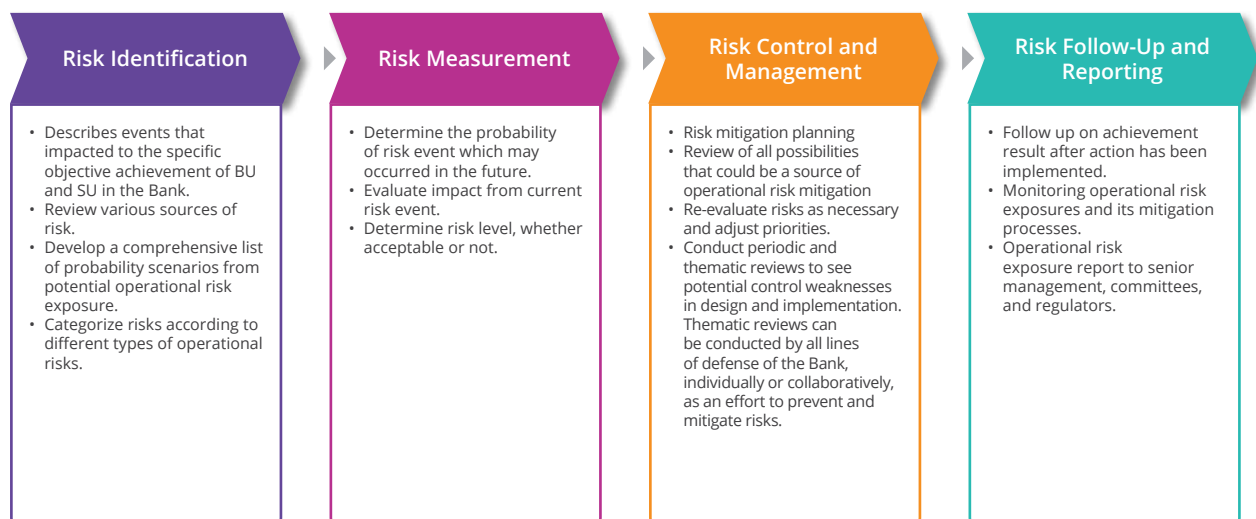 Risk Identification
• Describes events that
impacted to the specific
objective achievement of BU
and SU in the Bank.
• Review various sources of
risk.
• Develop a comprehensive list
of probability scenarios from
potential operational risk
exposure.
• Categorize risks according to
different types of operational
risks.
Risk Measurement
• Determine the probability
of risk event which may
occurred in the future.
• Evaluate impact from current
risk event.
• Determine risk level, whether
acceptable or not.
Risk Control and
Management
• Risk mitigation planning
• Review of all possibilities
that could be a source of
operational risk mitigation
• Re-evaluate risks as necessary
and adjust priorities.
• Conduct periodic and
thematic reviews to see
potential control weaknesses
in design and implementation.
Thematic reviews can
be conducted by all lines
of defense of the Bank,
individually or collaboratively,
as an effort to prevent and
mitigate risks.
Risk Follow-Up and
Reporting
• Follow up on achievement
result after action has been
implemented.
• Monitoring operational risk
exposures and its mitigation
processes.
• Operational risk
exposure report to senior
management, committees,
and regulators.